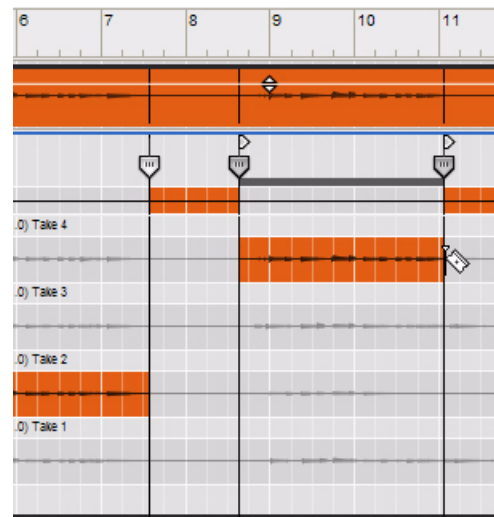 6 7 8 9 10 11
.0) Take 4
.0) Take 3
.0) Take 2
.0) Take 1